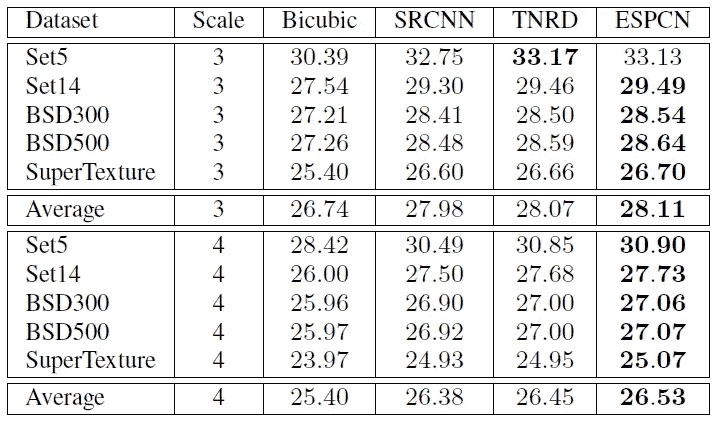 Dataset Scale Bicubic SRCNN TNRD ESPCN
Set5 3 30.39 32.75 33.17 33.13
Set14 3 27.54 29.30 29.46 29.49
BSD300 3 27.21 28.41 28.50 28.54
BSD500 3 27.26 28.48 28.59 28.64
SuperTexture 3 25.40 26.60 26.66 26.70
Average 3 26.74 27.98 28.07 28.11
Set5 4 28.42 30.49 30.85 30.90
Set14 4 26.00 27.50 27.68 27.73
BSD300 4 25.96 26.90 27.00 27.06
BSD500 4 25.97 26.92 27.00 27.07
SuperTexture 4 23.97 24.93 24.95 25.07
Average 4 25.40 26.38 26.45 26.53